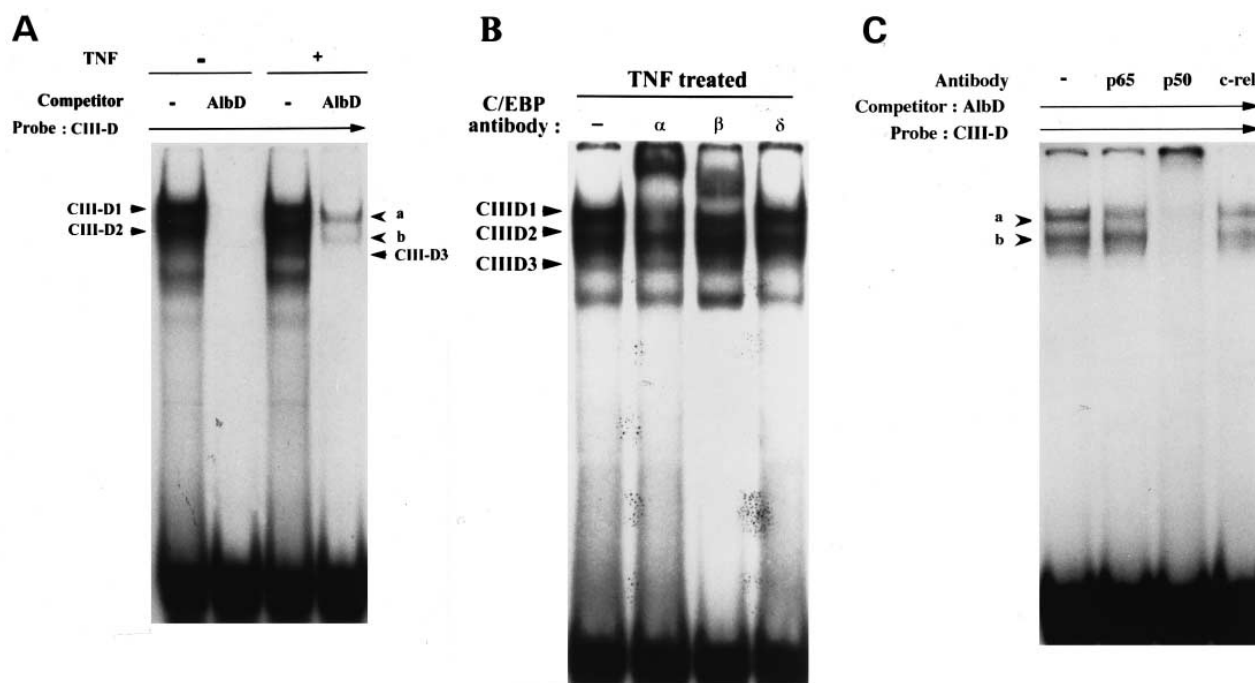 A
TNF - +
Competitor - AlbD - AlbD
Probe : CIII-D
CIII-D1
CIII-D2
a
b
CIII-D3
B
TNF treated
C/EBP
antibody : – α β δ
CIIID1
CIIID2
CIIID3
C
Antibody - p65 p50 c-rel
Competitor : AlbD
Probe : CIII-D
a
b